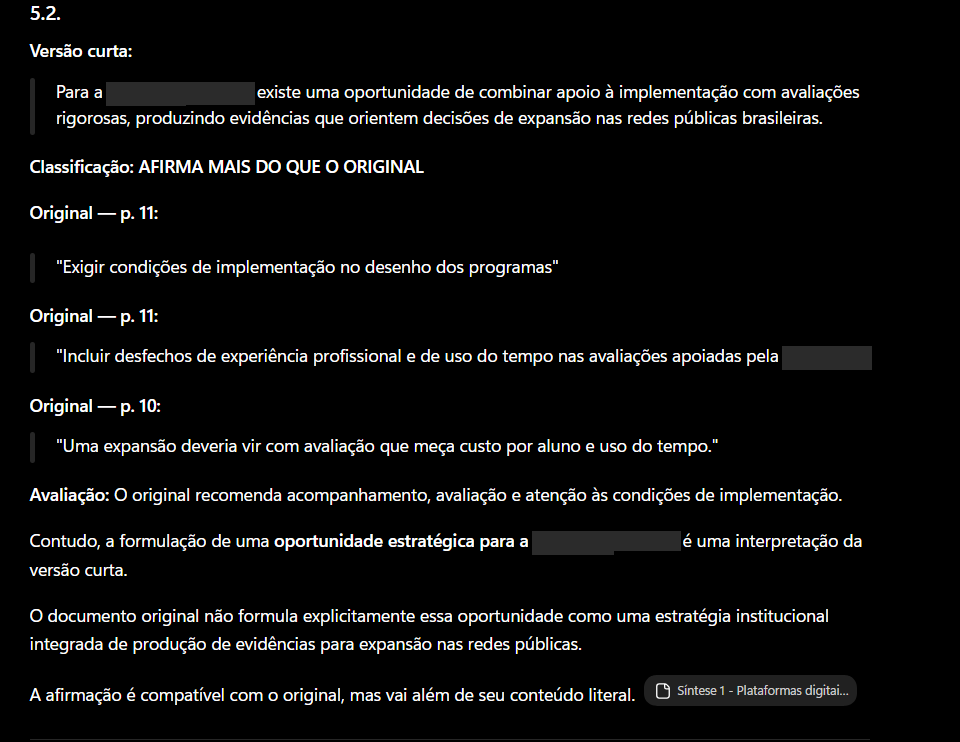 5.2.
Versão curta:
Para a existe uma oportunidade de combinar apoio à implementação com avaliações
rigorosas, produzindo evidências que orientem decisões de expansão nas redes públicas brasileiras.
Classificação: AFIRMA MAIS DO QUE O ORIGINAL
Original — p. 11:
"Exigir condições de implementação no desenho dos programas"
Original — p. 11:
"Incluir desfechos de experiência profissional e de uso do tempo nas avaliações apoiadas pela
Original — p. 10:
"Uma expansão deveria vir com avaliação que meça custo por aluno e uso do tempo."
Avaliação: O original recomenda acompanhamento, avaliação e atenção às condições de implementação.
Contudo, a formulação de uma oportunidade estratégica para a é uma interpretação da
versão curta.
O documento original não formula explicitamente essa oportunidade como uma estratégia institucional
integrada de produção de evidências para expansão nas redes públicas.
A afirmação é compatível com o original, mas vai além de seu conteúdo literal. Síntese 1 - Plataformas digitai...